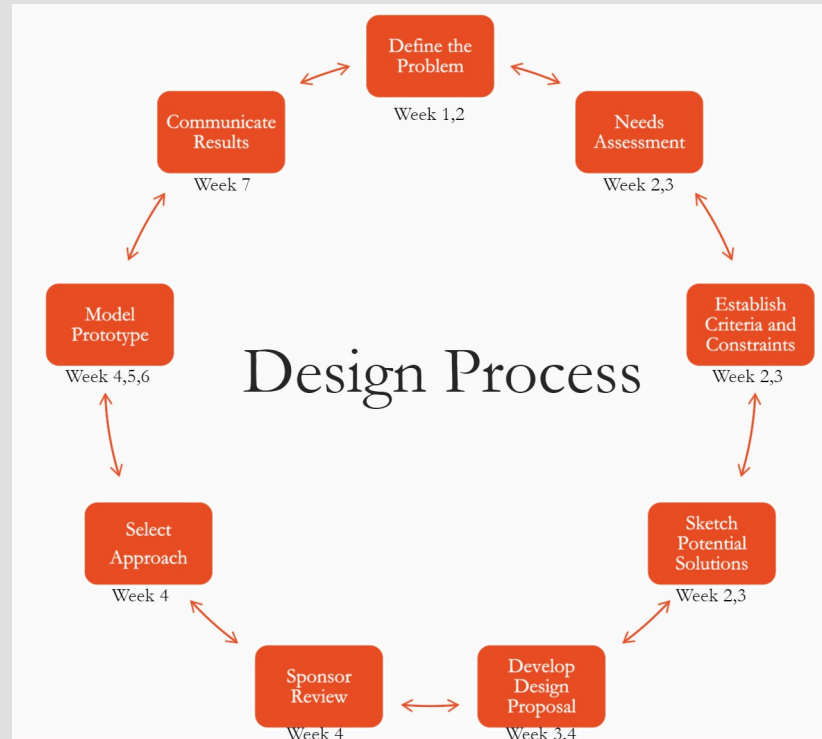 Define the
Problem
Week 1,2
Needs
Assessment
Week 2,3
Establish
Criteria and
Constraints
Week 2,3
Sketch
Potential
Solutions
Week 2,3
Develop
Design
Proposal
Week 3,4
Sponsor
Review
Week 4
Select
Approach
Week 4
Model
Prototype
Week 4,5,6
Communicate
Results
Week 7
Design Process